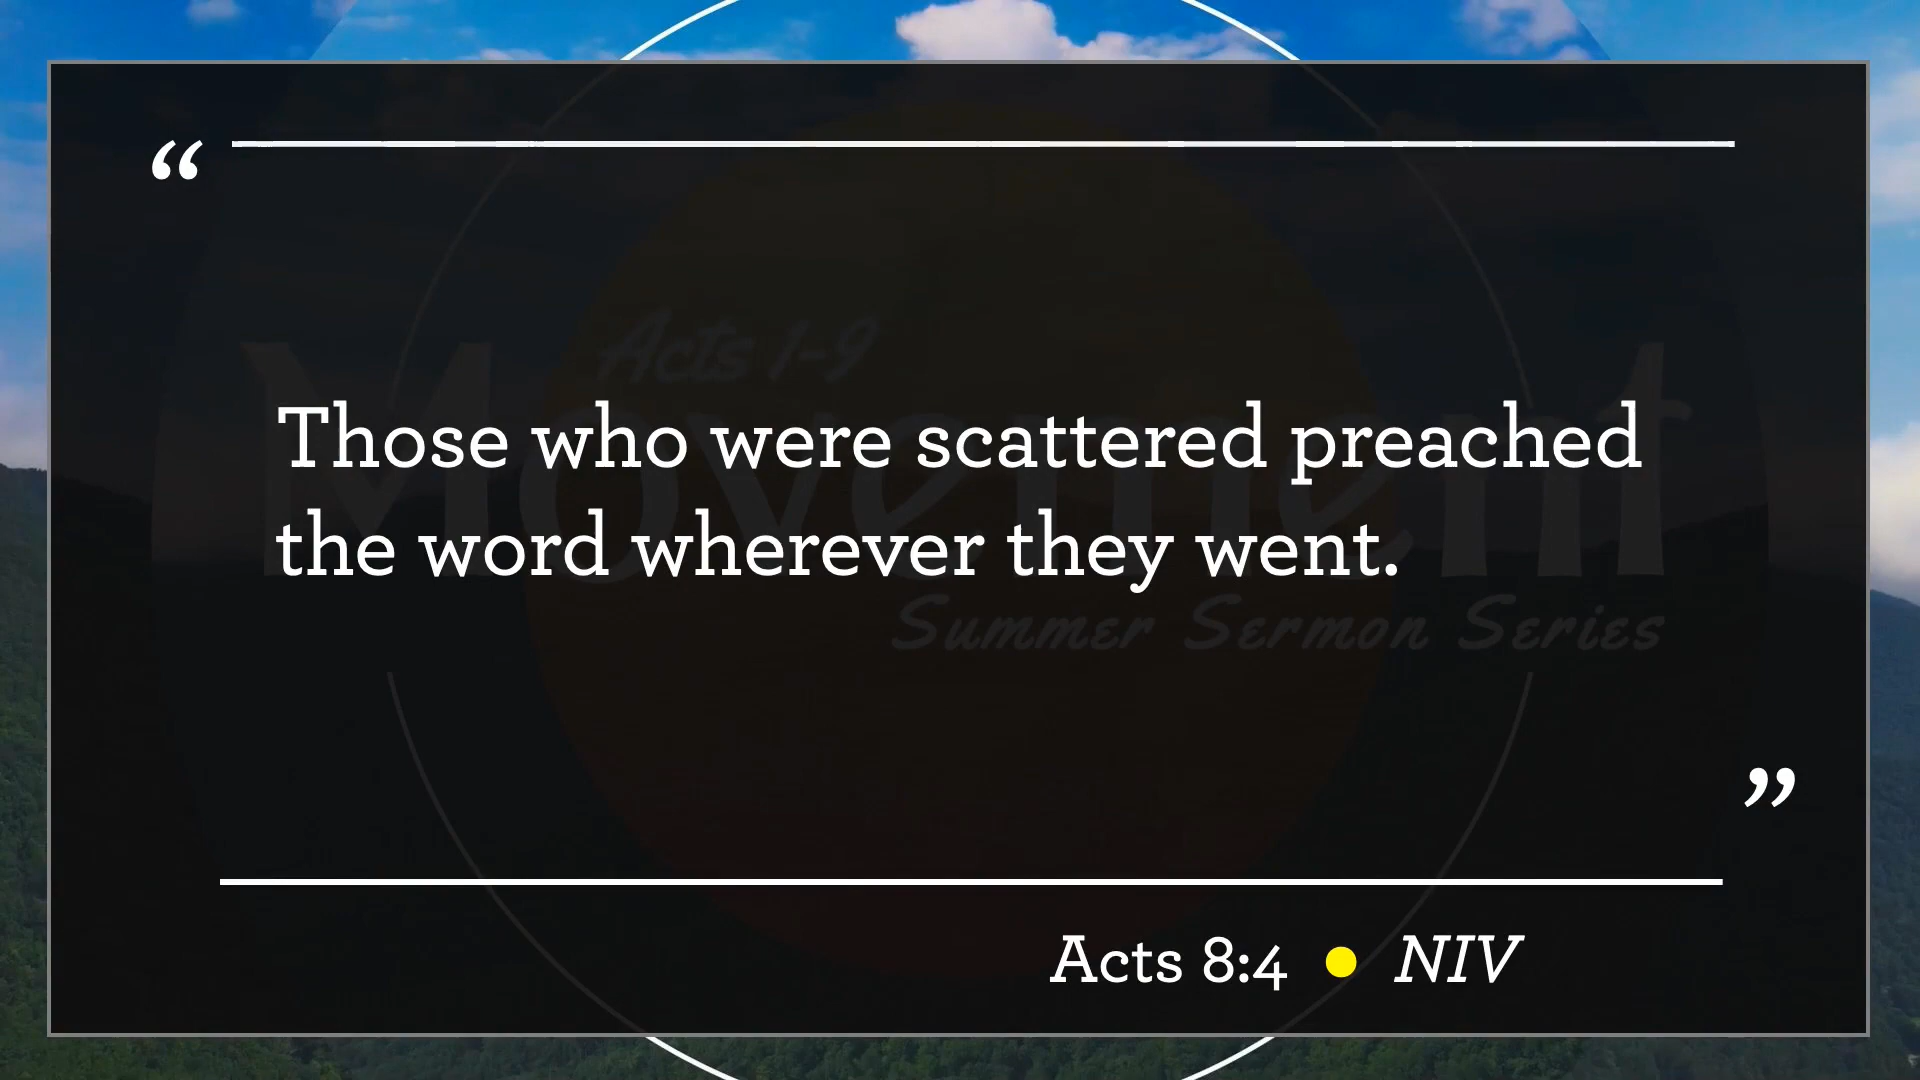 “
Acts 1-9
Movement
Those who were scattered preached
the word wherever they went.
Summer Sermon Series
”
Acts 8:4 ● NIV